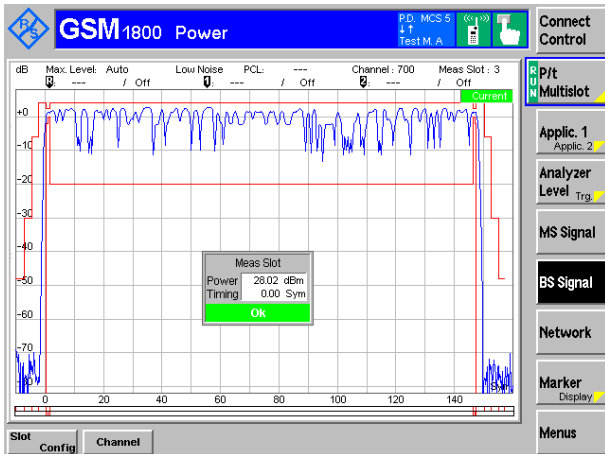 R/S
GSM1800 Power
P.D. MCS 5
Test M. A
Connect Control
dB Max. Level: Auto Low Noise PCL: --- Channel : 700 Meas Slot : 3
--- / Off --- / Off 2: --- / Off
Current
+0
-10
-20
-30
-40
-50
-70
0 20 40 60 80 100 120 140
Meas Slot
Power 28.02 dBm
Timing 0.00 Sym
Ok
RUN
P/t Multislot
Applic. 1
Applic. 2
Analyzer
Level Trg.
MS Signal
BS Signal
Network
Marker
Display
Menus
Slot Config
Channel